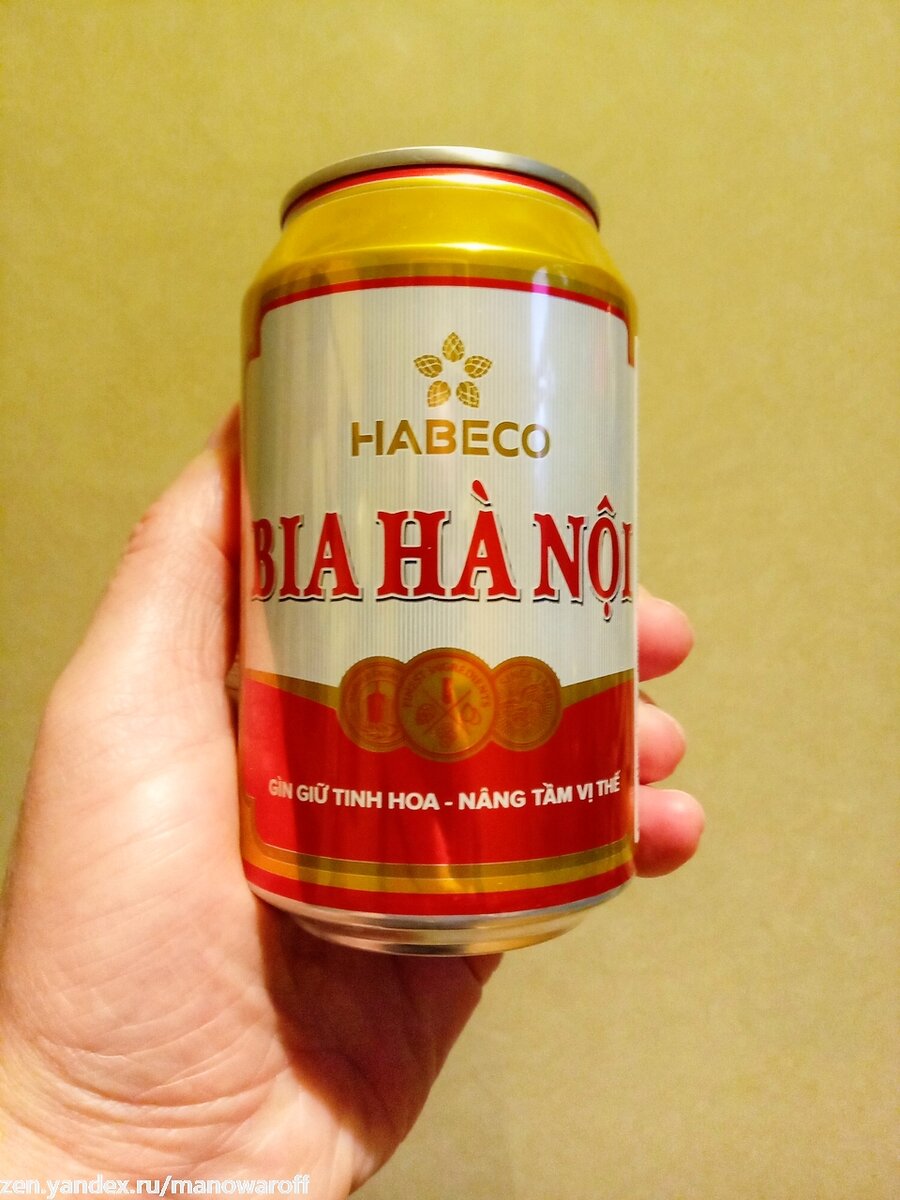 HABECO
BIA HÀ NỘI
GÌN GIỮ TINH HOA - NÂNG TẦM VỊ THẾ
zen.yandex.ru/manowaroff